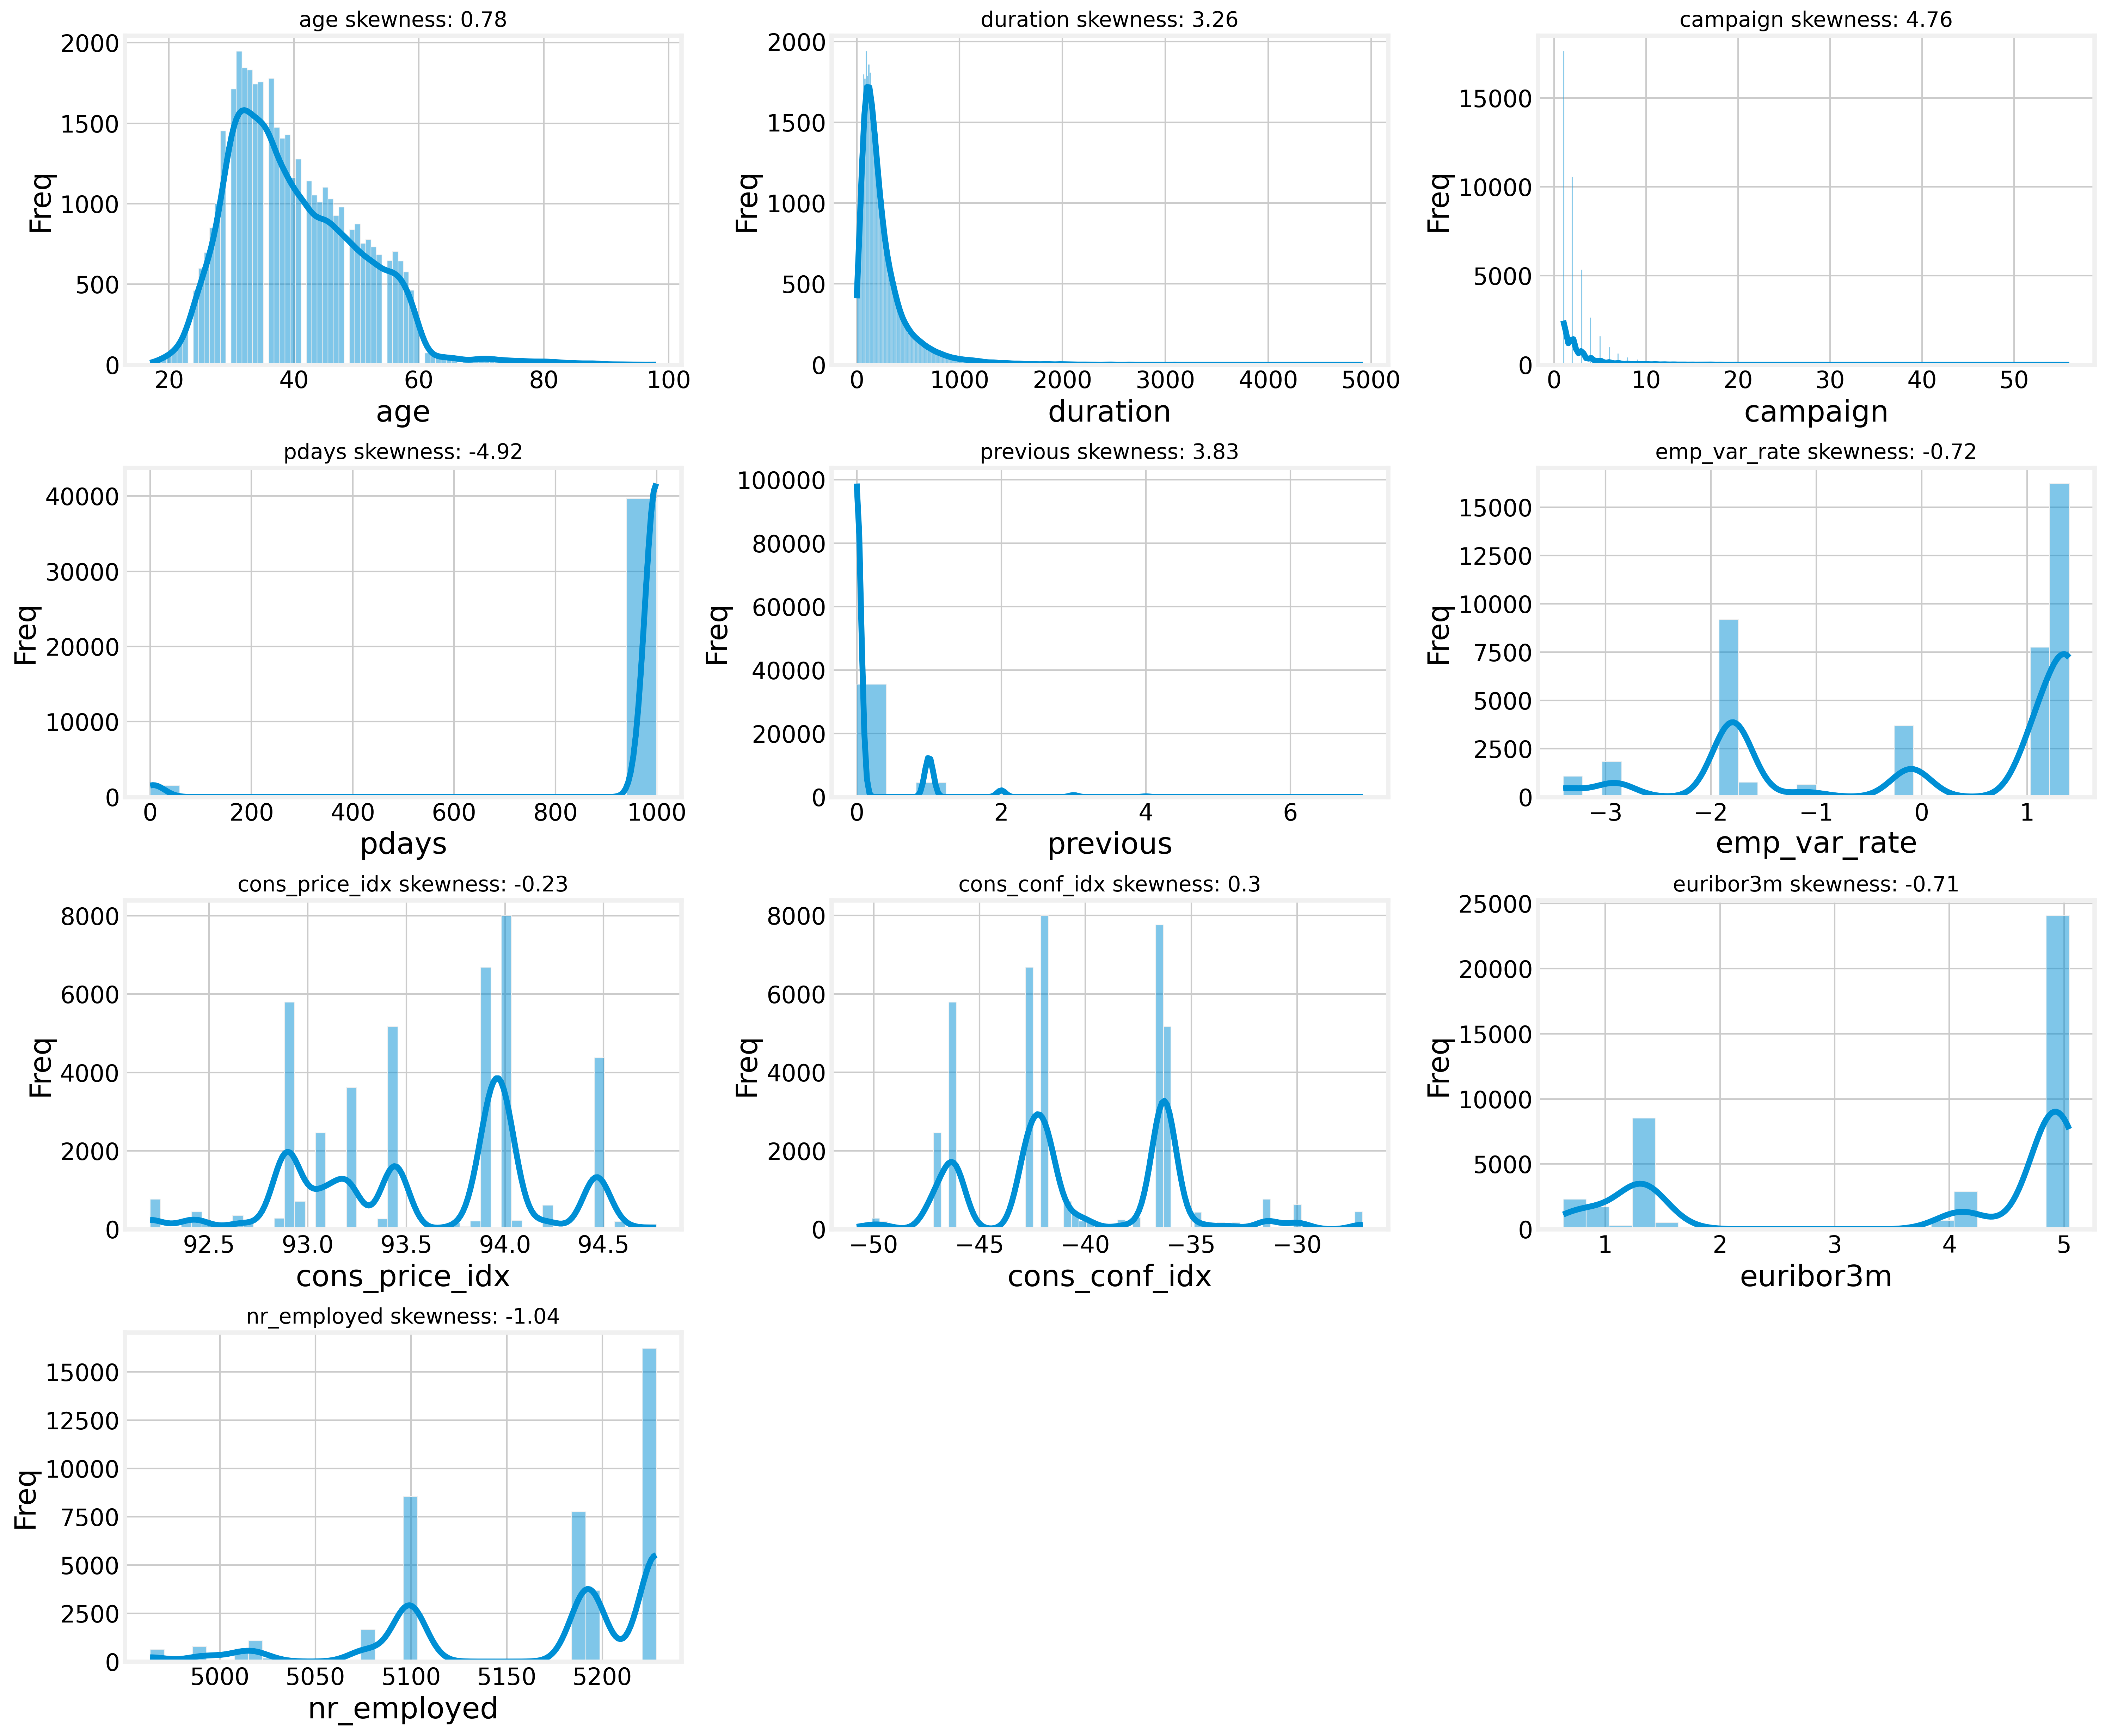 age skewness: 0.78
2000
1500
1000
500
0
Freq
20 40 60 80 100
age
duration skewness: 3.26
2000
1500
1000
500
0
Freq
0 1000 2000 3000 4000 5000
duration
campaign skewness: 4.76
15000
10000
5000
0
Freq
0 10 20 30 40 50
campaign
pdays skewness: -4.92
40000
30000
20000
10000
0
Freq
0 200 400 600 800 1000
pdays
previous skewness: 3.83
100000
80000
60000
40000
20000
0
Freq
0 2 4 6
previous
emp_var_rate skewness: -0.72
15000
12500
10000
7500
5000
2500
0
Freq
−3 −2 −1 0 1
emp_var_rate
cons_price_idx skewness: -0.23
8000
6000
4000
2000
0
Freq
92.5 93.0 93.5 94.0 94.5
cons_price_idx
cons_conf_idx skewness: 0.3
8000
6000
4000
2000
0
Freq
−50 −45 −40 −35 −30
cons_conf_idx
euribor3m skewness: -0.71
25000
20000
15000
10000
5000
0
Freq
1 2 3 4 5
euribor3m
nr_employed skewness: -1.04
15000
12500
10000
7500
5000
2500
0
Freq
5000 5050 5100 5150 5200
nr_employed